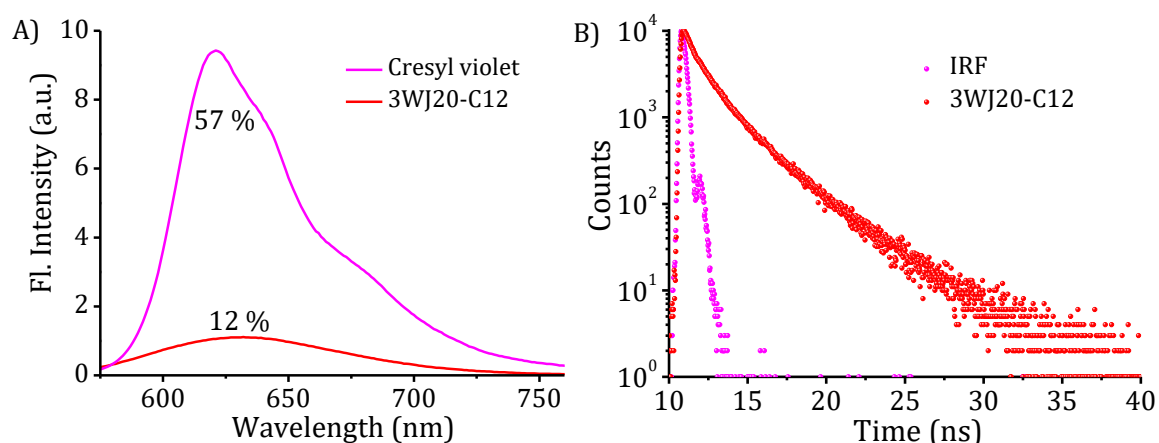 A)
Fl. Intensity (a.u.)
10
8
6
4
2
0
Cresyl violet
3WJ20-C12
57 %
12 %
600 650 700 750
Wavelength (nm)
B)
Counts
10^4
10^3
10^2
10^1
10^0
IRF
3WJ20-C12
10 15 20 25 30 35 40
Time (ns)